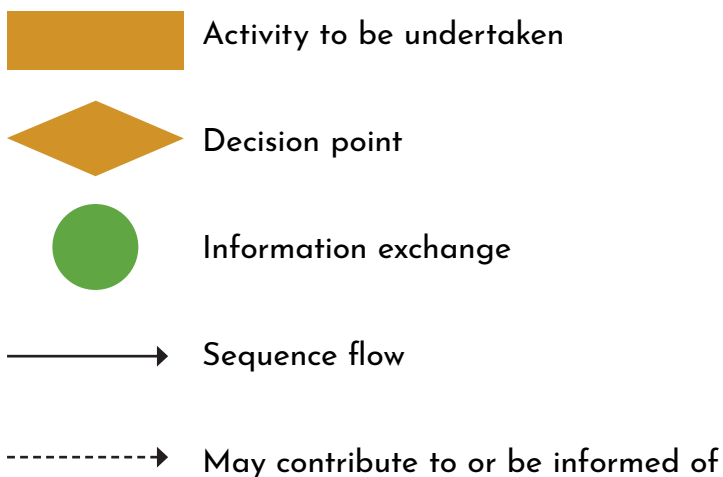 Activity to be undertaken
Decision point
Information exchange
Sequence flow
May contribute to or be informed of